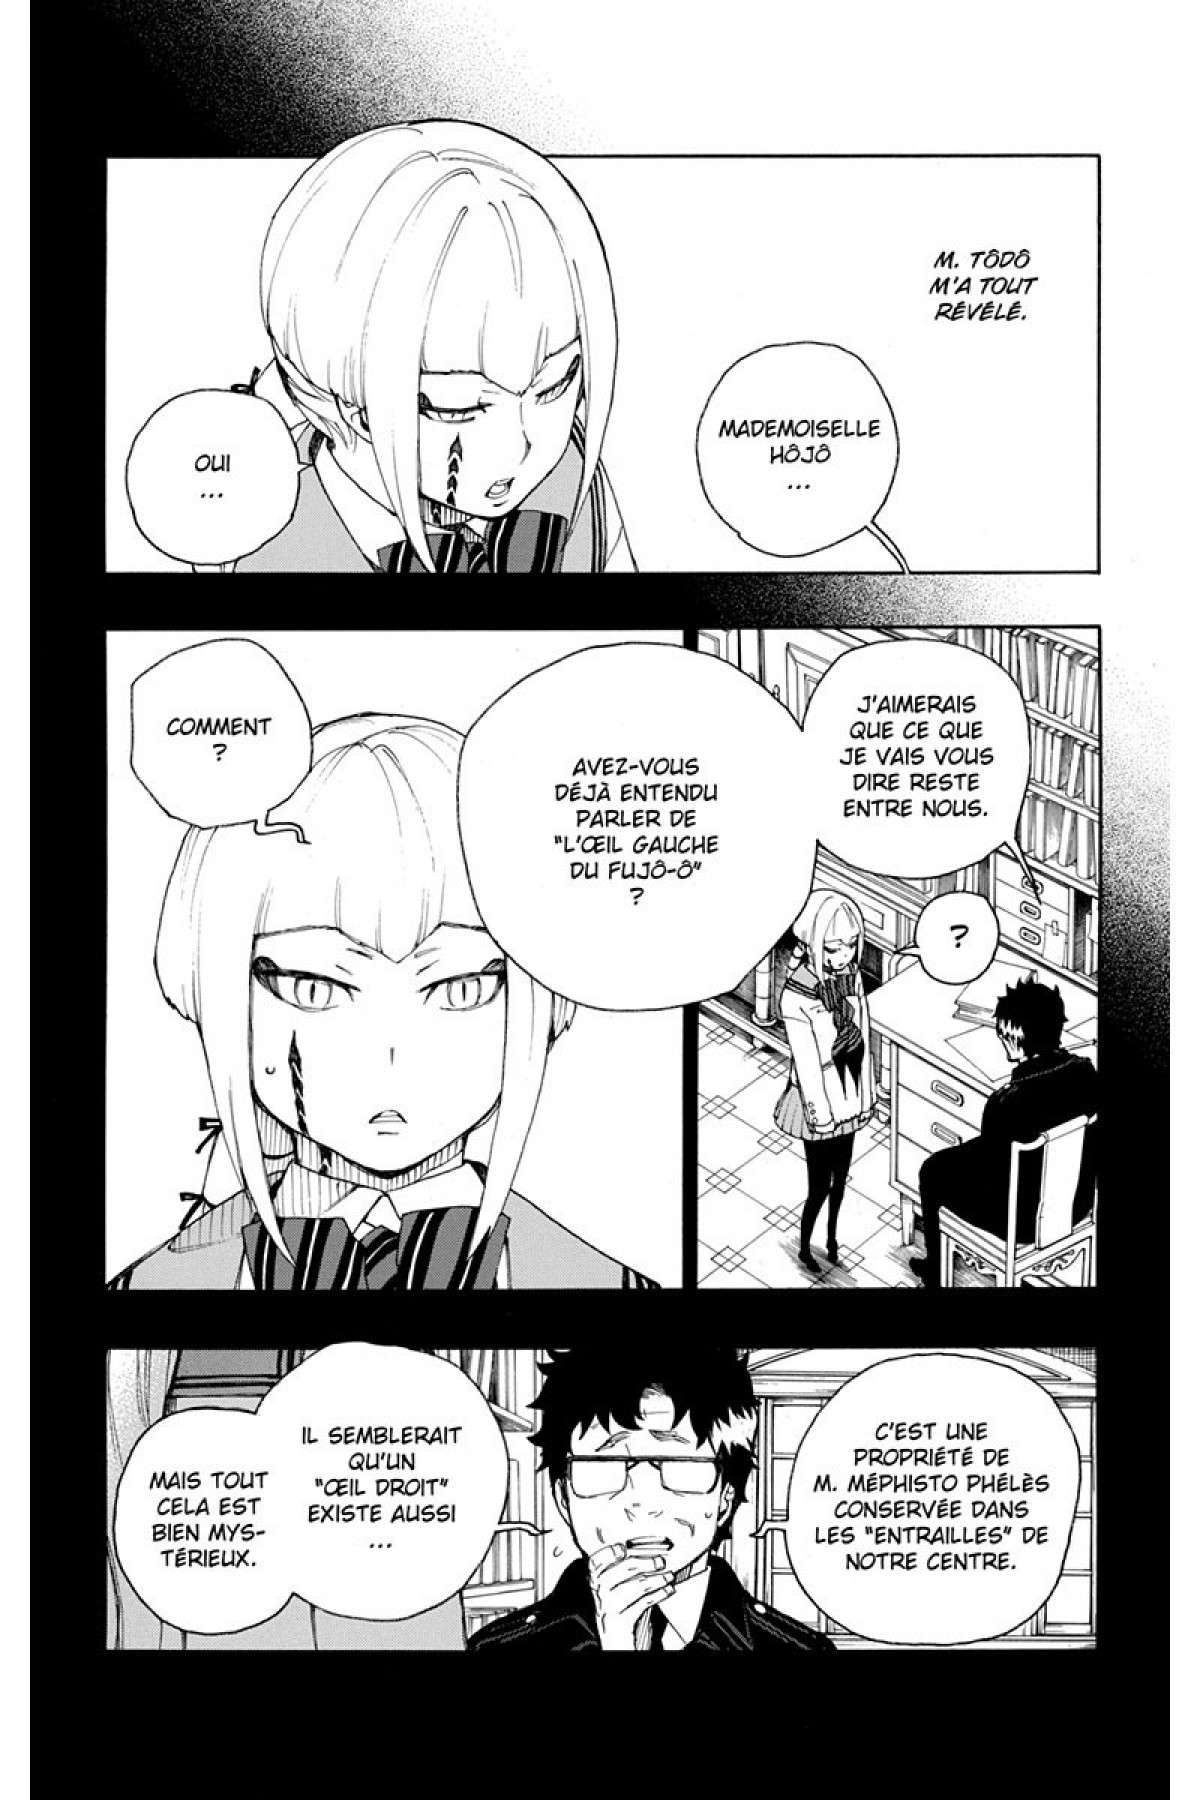 M. TÔDÔ
M'A TOUT
RÉVÉLÉ.
MADEMOISELLE
HÔJÔ
...
OUI
...
J'AIMERAIS
QUE CE QUE
JE VAIS VOUS
DIRE RESTE
ENTRE NOUS.
?
AVEZ-VOUS
DÉJÀ ENTENDU
PARLER DE
"L'ŒIL GAUCHE
DU FUJÔ-Ô"
?
COMMENT
?
C'EST UNE
PROPRIÉTÉ DE
M. MÉPHISTO PHÉLÈS
CONSERVÉE DANS
LES "ENTRAILLES" DE
NOTRE CENTRE.
IL SEMBLERAIT
QU'UN
"ŒIL DROIT"
EXISTE AUSSI
...
MAIS TOUT
CELA EST
BIEN MYS-
TÉRIEUX.